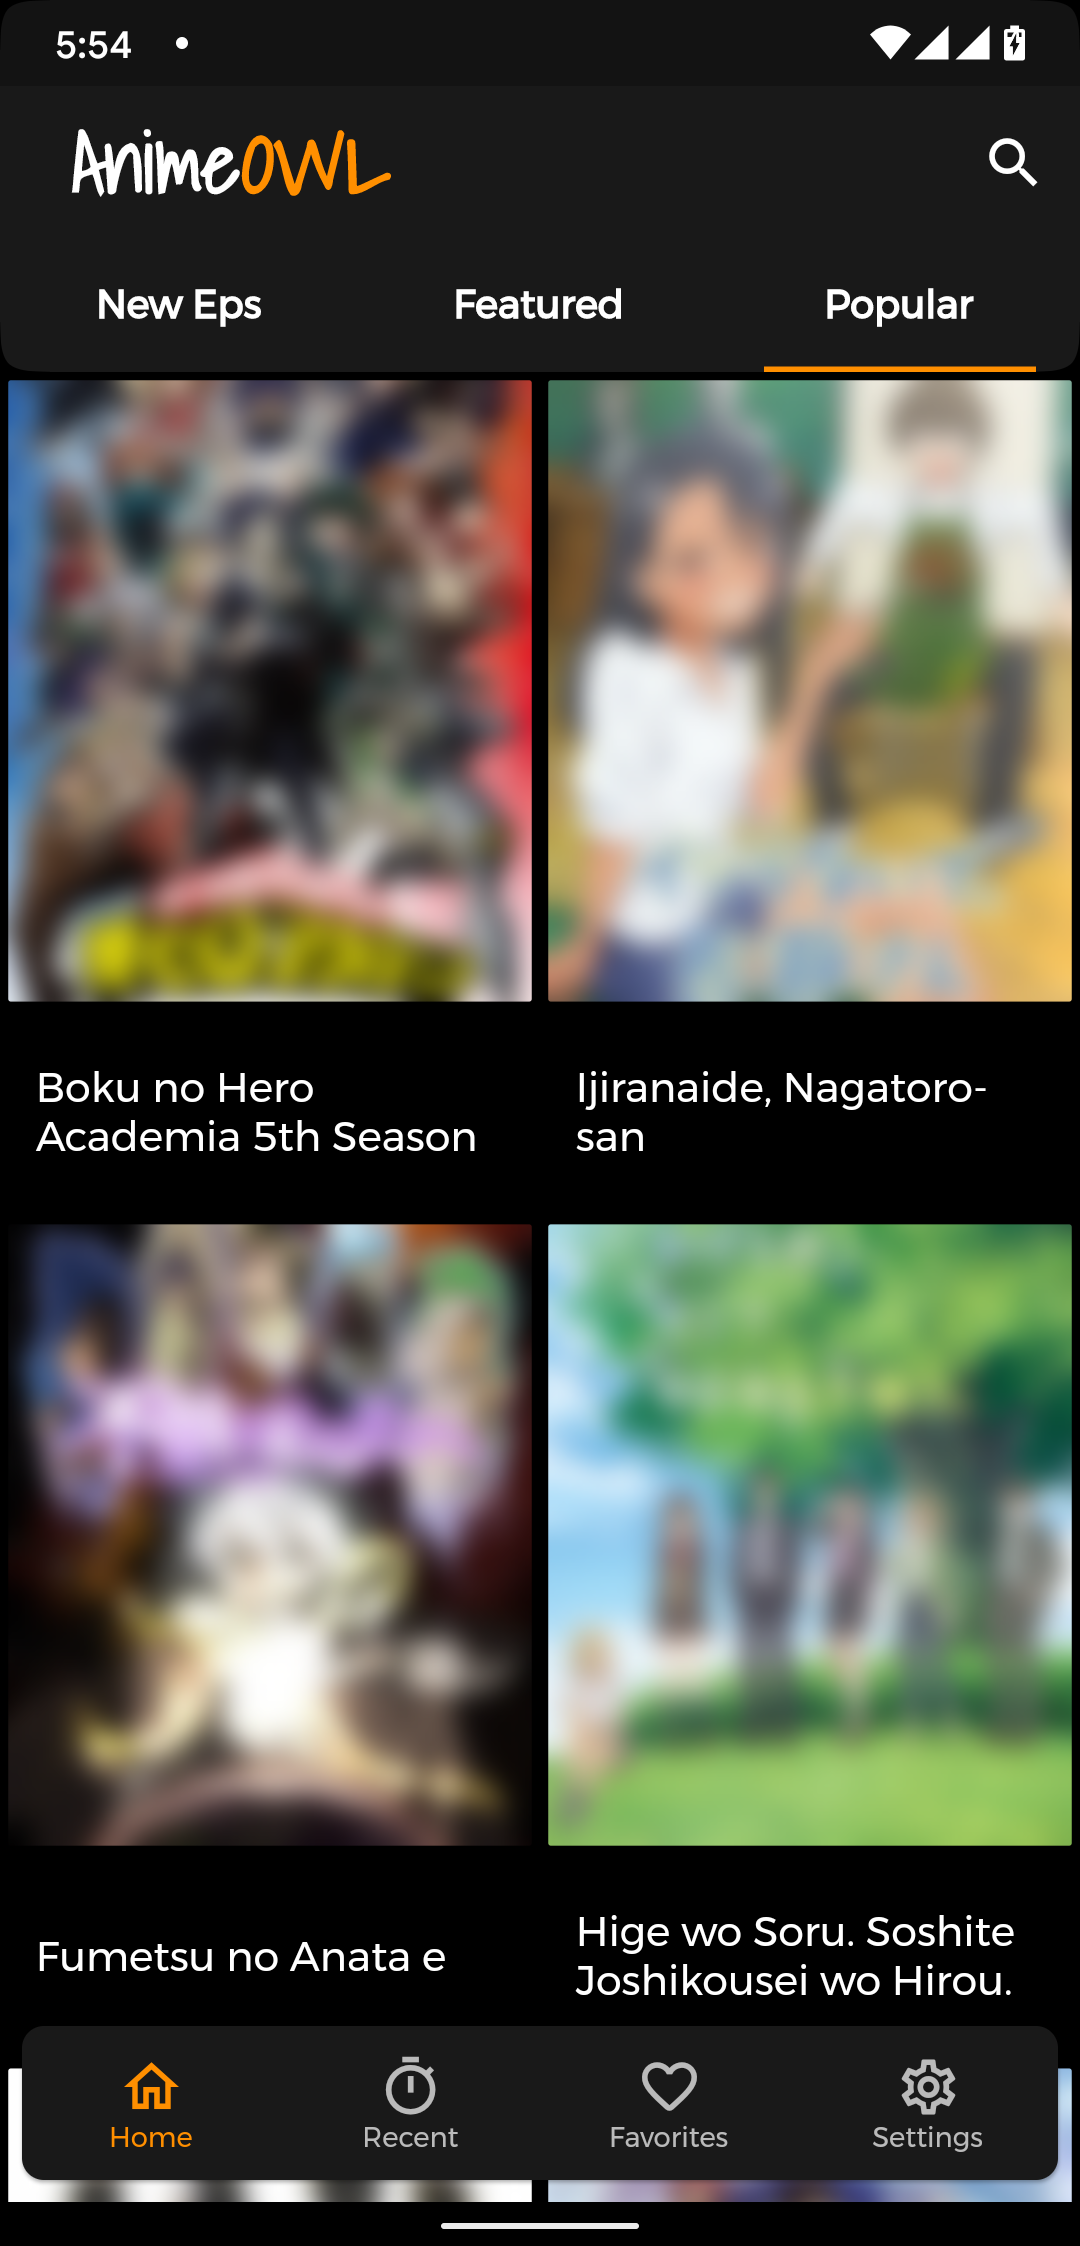 5:54
AnimeOWL
New Eps
Featured
Popular
Boku no Hero
Academia 5th Season
Ijiranaide, Nagatoro-
san
Fumetsu no Anata e
Hige wo Soru. Soshite
Joshikousei wo Hirou.
Home
Recent
Favorites
Settings